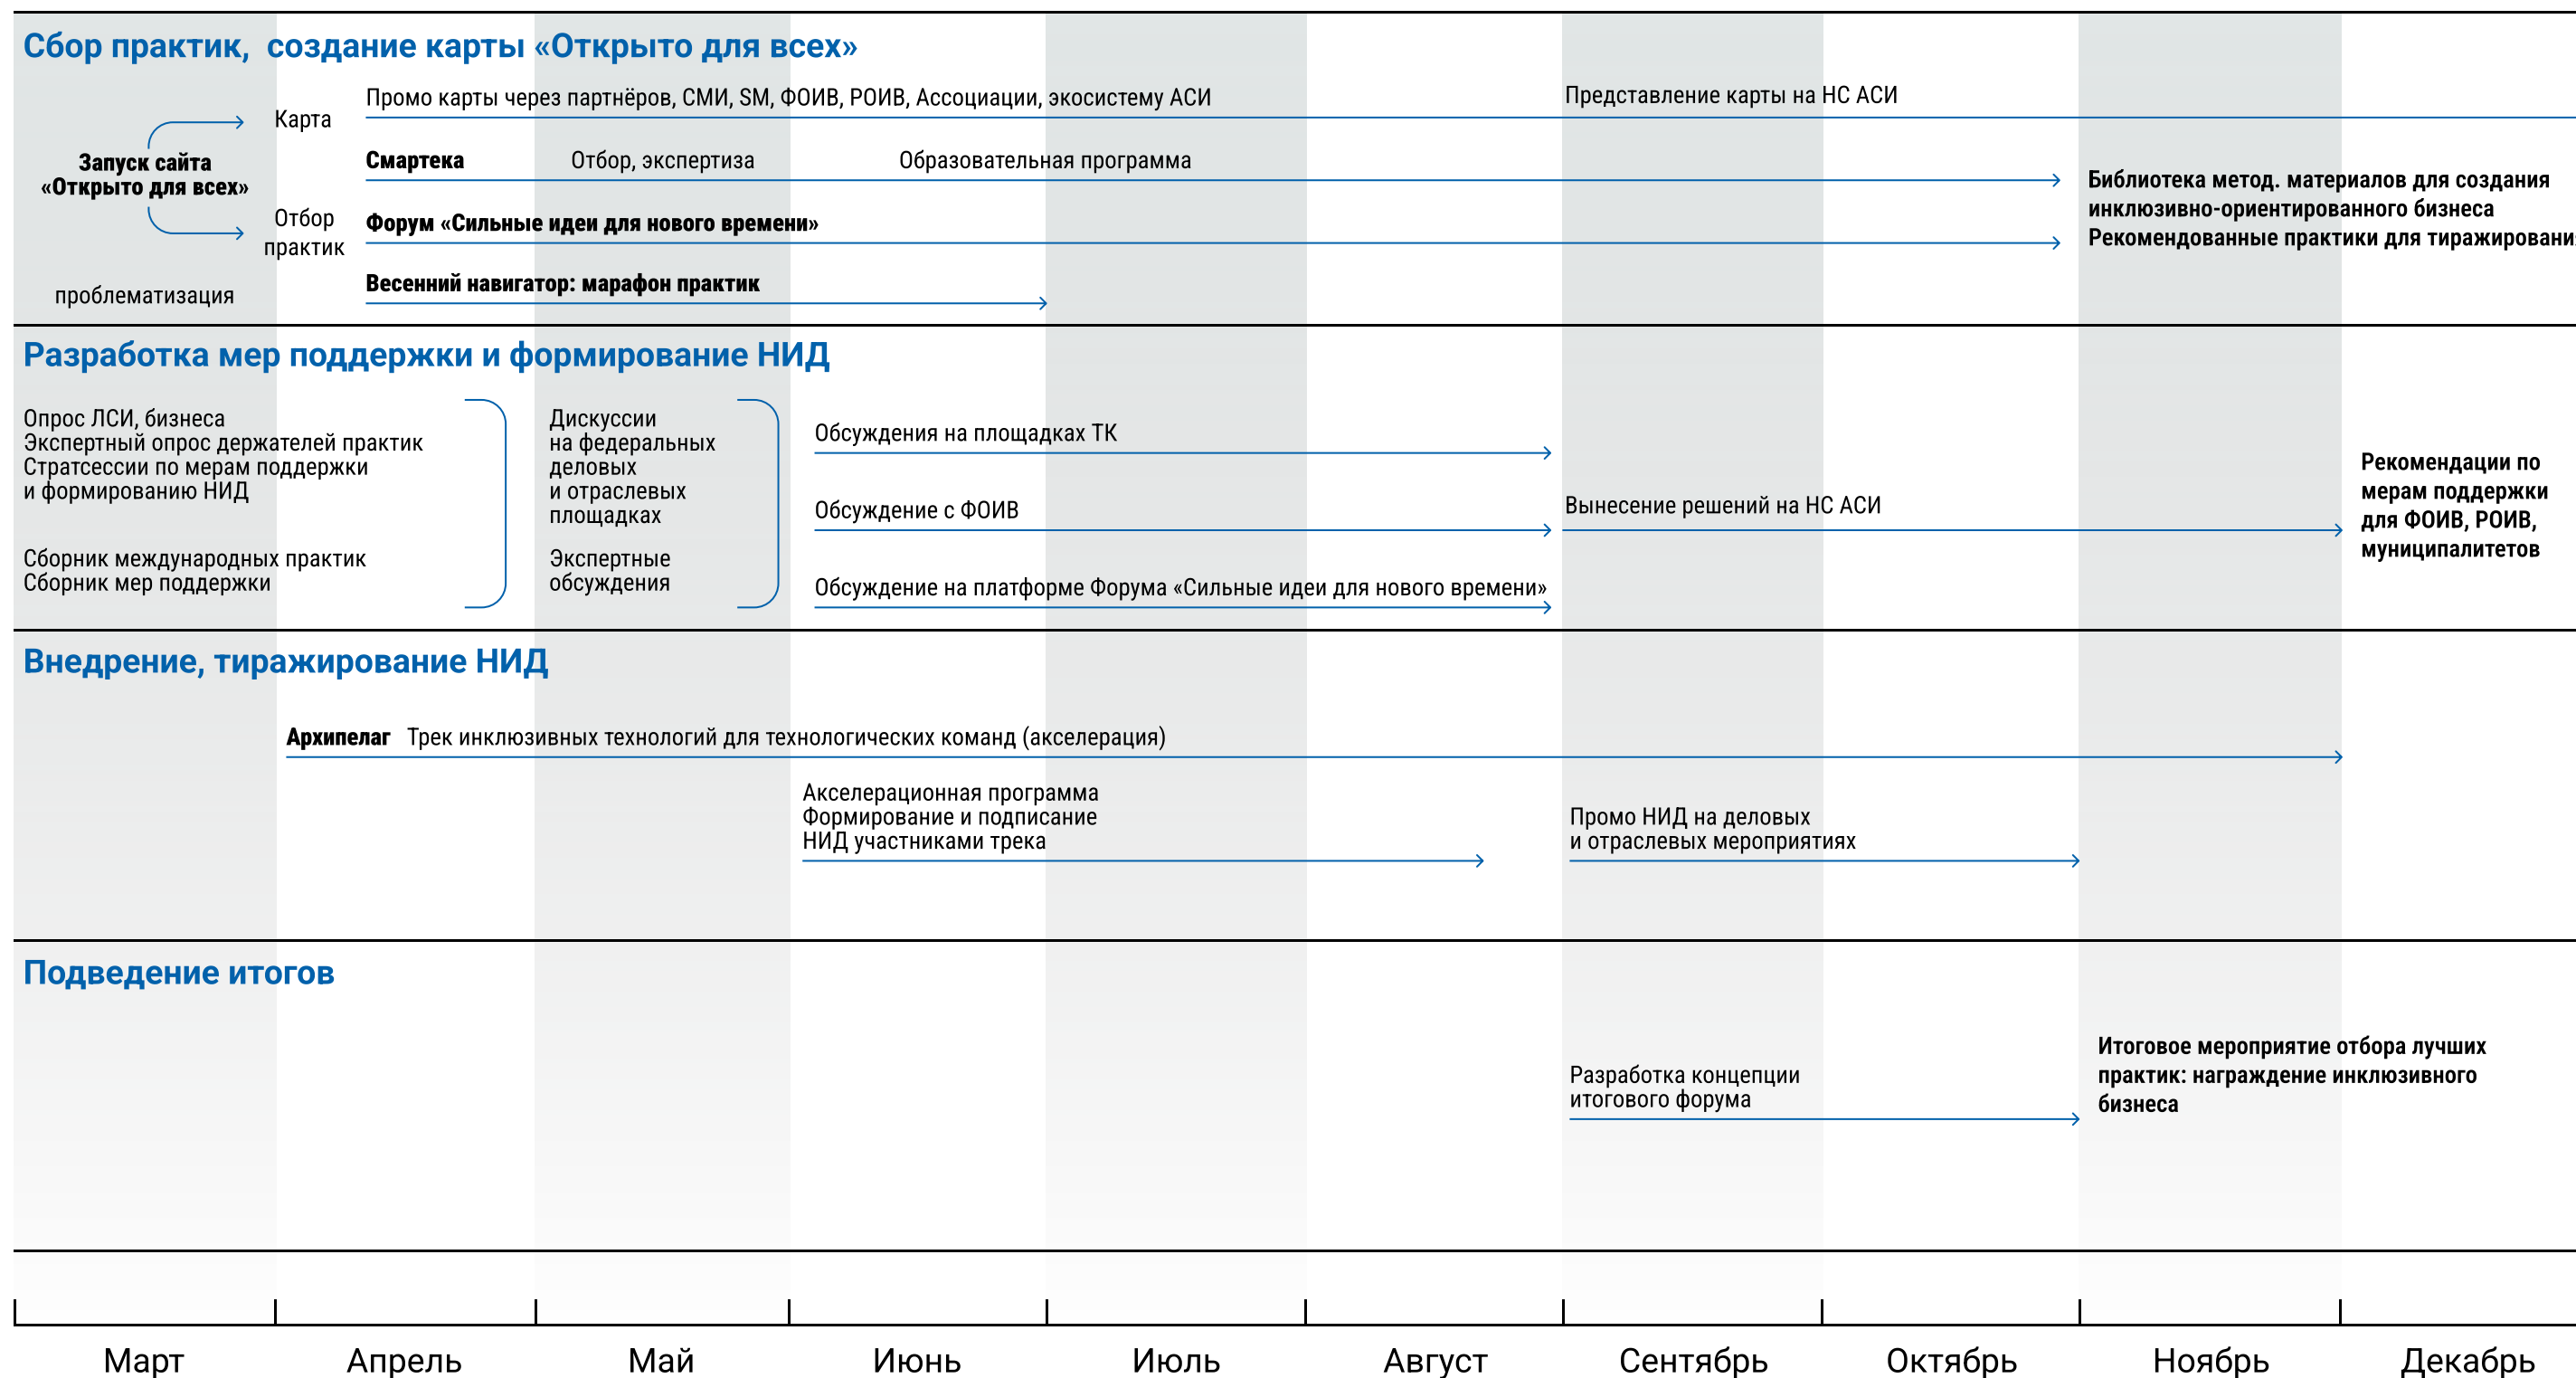 Сбор практик, создание карты «Открыто для всех»
Промо карты через партнёров, СМИ, SM, ФОИВ, РОИВ, Ассоциации, экосистему АСИ
Представление карты на НС АСИ
Карта
Запуск сайта
«Открыто для всех»
Смартека
Отбор, экспертиза
Образовательная программа
Библиотека метод. материалов для создания
инклюзивно-ориентированного бизнеса
Рекомендованные практики для тиражировани
Отбор
практик
Форум «Сильные идеи для нового времени»
проблематизация
Весенний навигатор: марафон практик
Разработка мер поддержки и формирование НИД
Опрос ЛСИ, бизнеса
Экспертный опрос держателей практик
Стратсессии по мерам поддержки
и формированию НИД
Сборник международных практик
Сборник мер поддержки
Дискуссии
на федеральных
деловых
и отраслевых
площадках
Экспертные
обсуждения
Обсуждения на площадках ТК
Обсуждение с ФОИВ
Обсуждение на платформе Форума «Сильные идеи для нового времени»
Вынесение решений на НС АСИ
Рекомендации по
мерам поддержки
для ФОИВ, РОИВ,
муниципалитетов
Внедрение, тиражирование НИД
Архипелаг Трек инклюзивных технологий для технологических команд (акселерация)
Акселерационная программа
Формирование и подписание
НИД участниками трека
Промо НИД на деловых
и отраслевых мероприятиях
Подведение итогов
Разработка концепции
итогового форума
Итоговое мероприятие отбора лучших
практик: награждение инклюзивного
бизнеса
Март Апрель Май Июнь Июль Август Сентябрь Октябрь Ноябрь Декабрь